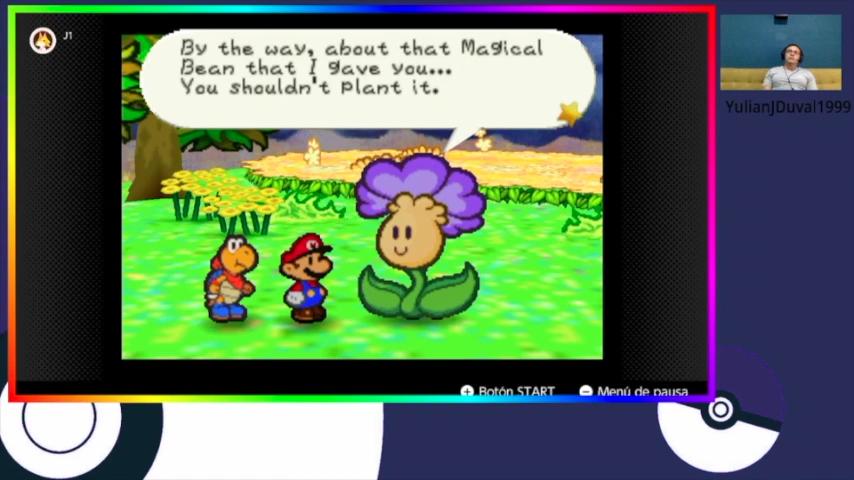 J1
By the way, about that Magical
Bean that I gave you...
You shouldn't plant it.
YulianJDuval1999
+ Botón START
− Menú de pausa